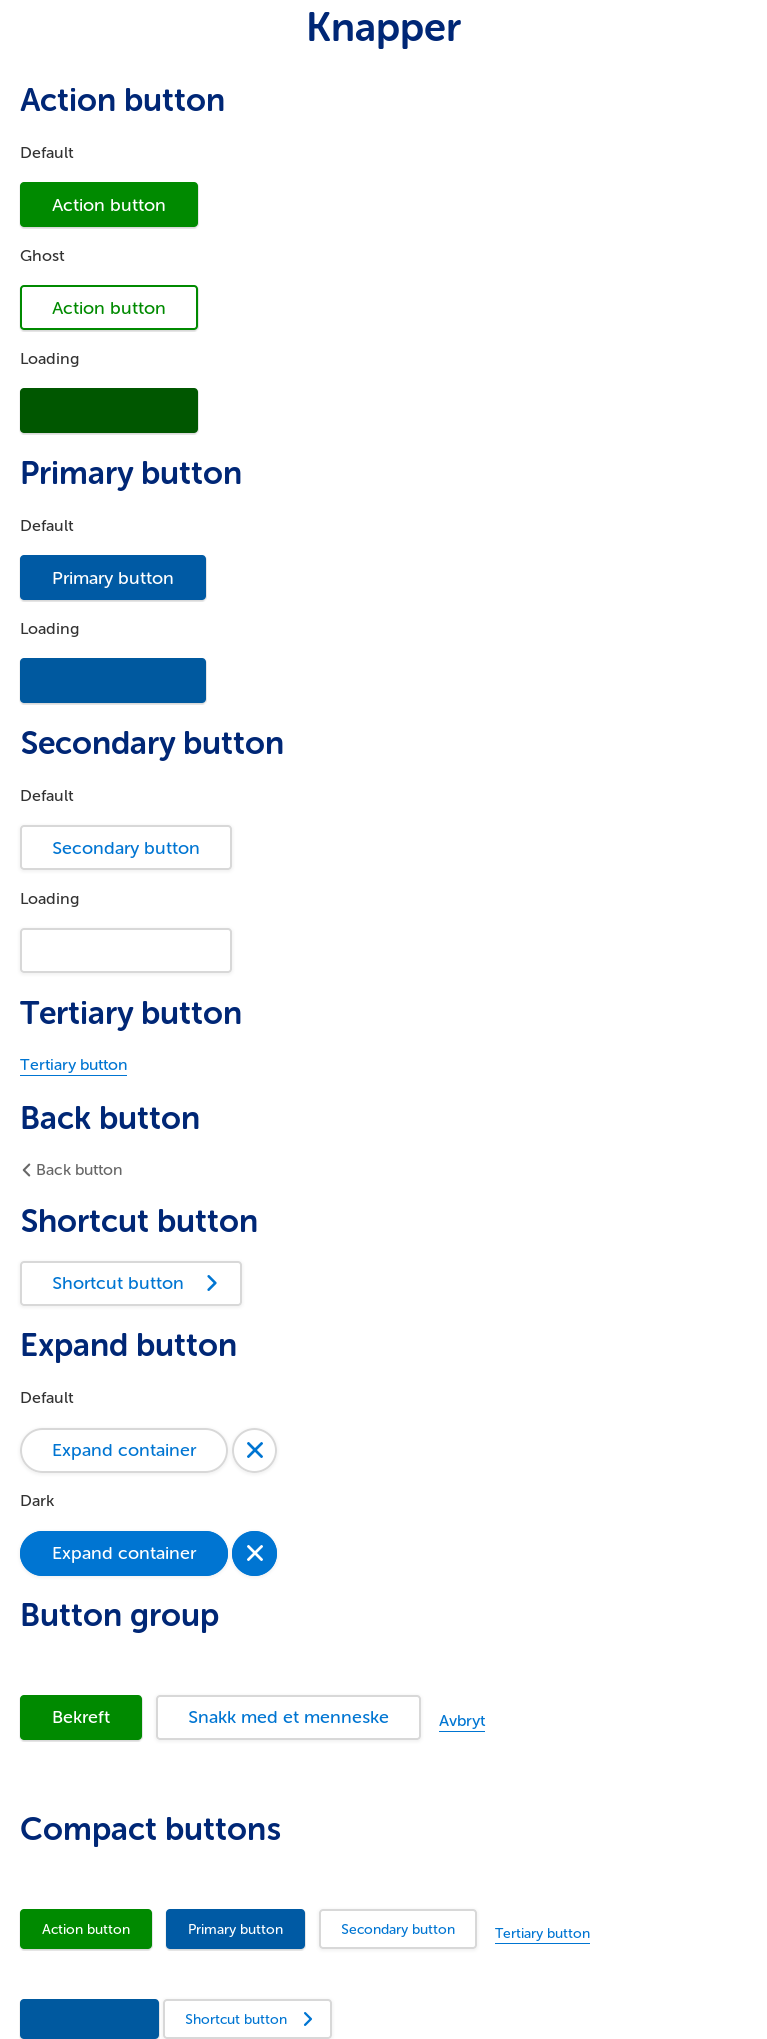 Knapper
Action button
Default
Action button
Ghost
Action button
Loading
Primary button
Default
Primary button
Loading
Secondary button
Default
Secondary button
Loading
Tertiary button
Tertiary button
Back button
Back button
Shortcut button
Shortcut button
Expand button
Default
Expand container
Dark
Expand container
Button group
Bekreft Snakk med et menneske Avbryt
Compact buttons
Action button Primary button Secondary button Tertiary button
Shortcut button